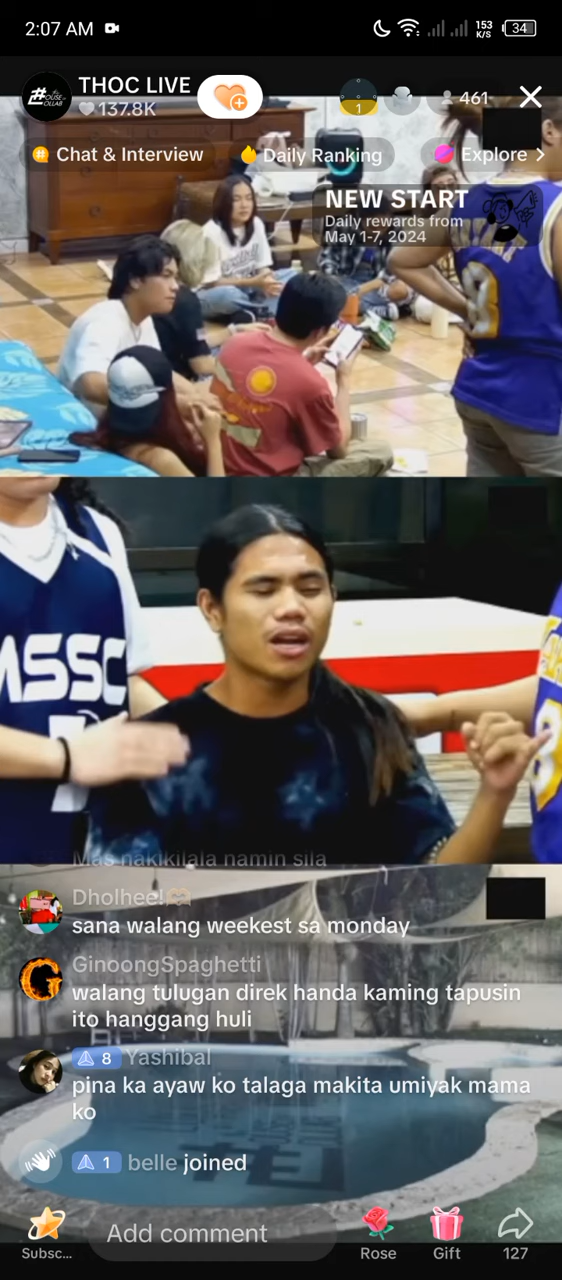 2:07 AM
153
K/S
34
THOC LIVE
137.8K
1
461
Chat & Interview
Daily Ranking
Explore
NEW START
Daily rewards from
May 1-7, 2024
MSSC
8
Mas nakikilala namin sila
Dholhee!
sana walang weekest sa monday
GinoongSpaghetti
walang tulugan direk handa kaming tapusin
ito hanggang huli
8 Yashibal
pina ka ayaw ko talaga makita umiyak mama
ko
1 belle joined
Subsc...
Add comment
Rose
Gift
127